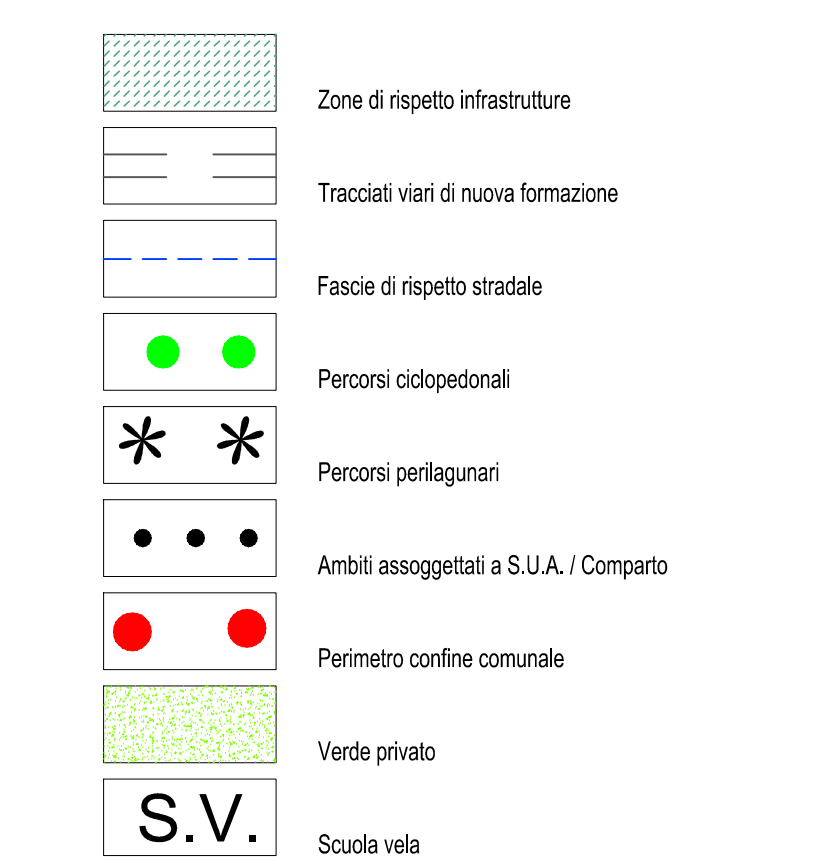 Zone di rispetto infrastrutture
Tracciati viari di nuova formazione
Fascie di rispetto stradale
Percorsi ciclopedonali
Percorsi perilagunari
Ambiti assoggettati a S.U.A. / Comparto
Perimetro confine comunale
Verde privato
S.V.
Scuola vela